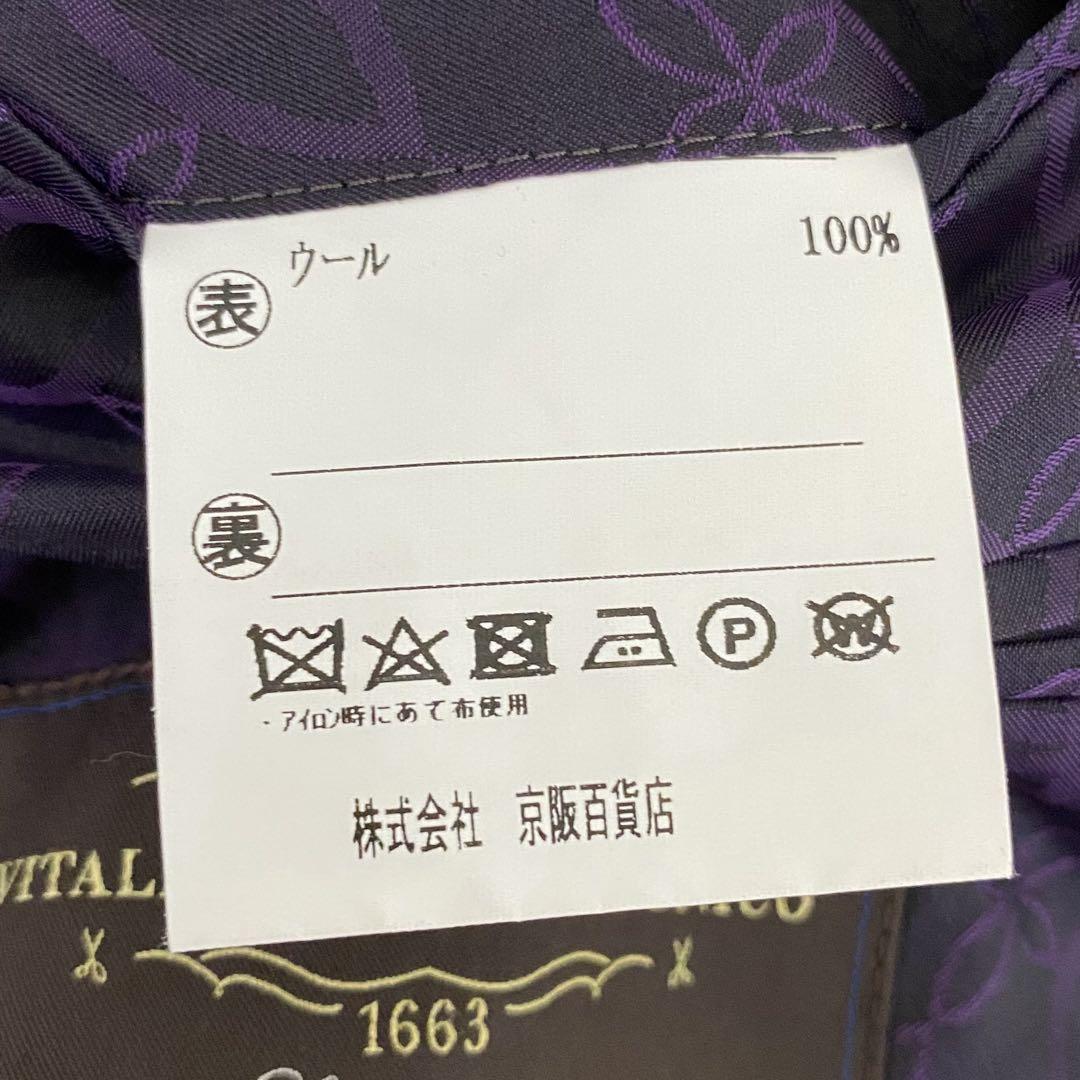 表 ウール 100%
裏
P W
・アイロン時にあて布使用
株式会社 京阪百貨店
1663